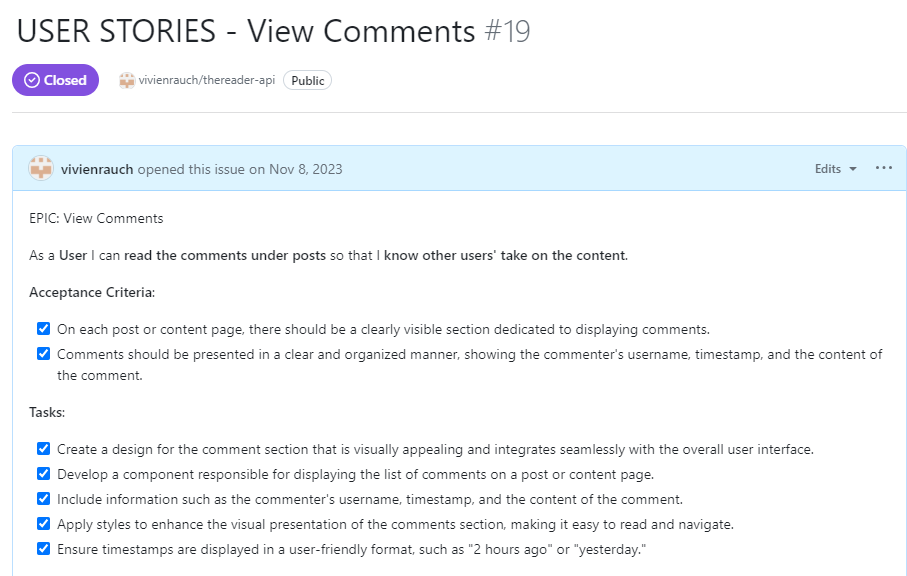 USER STORIES - View Comments #19
Closed
vivienrauch/thereader-api
Public
vivienrauch opened this issue on Nov 8, 2023
Edits
EPIC: View Comments
As a User I can read the comments under posts so that I know other users' take on the content.
Acceptance Criteria:
On each post or content page, there should be a clearly visible section dedicated to displaying comments.
Comments should be presented in a clear and organized manner, showing the commenter's username, timestamp, and the content of
the comment.
Tasks:
Create a design for the comment section that is visually appealing and integrates seamlessly with the overall user interface.
Develop a component responsible for displaying the list of comments on a post or content page.
Include information such as the commenter's username, timestamp, and the content of the comment.
Apply styles to enhance the visual presentation of the comments section, making it easy to read and navigate.
Ensure timestamps are displayed in a user-friendly format, such as "2 hours ago" or "yesterday."